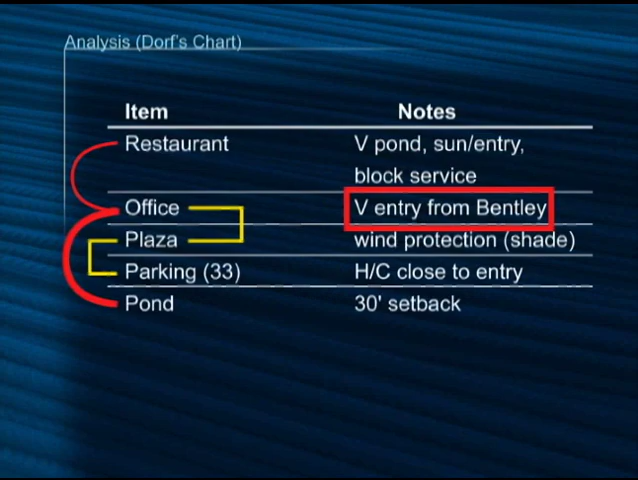 Analysis (Dorf's Chart)
Item Notes
Restaurant V pond, sun/entry,
block service
Office V entry from Bentley
Plaza wind protection (shade)
Parking (33) H/C close to entry
Pond 30' setback